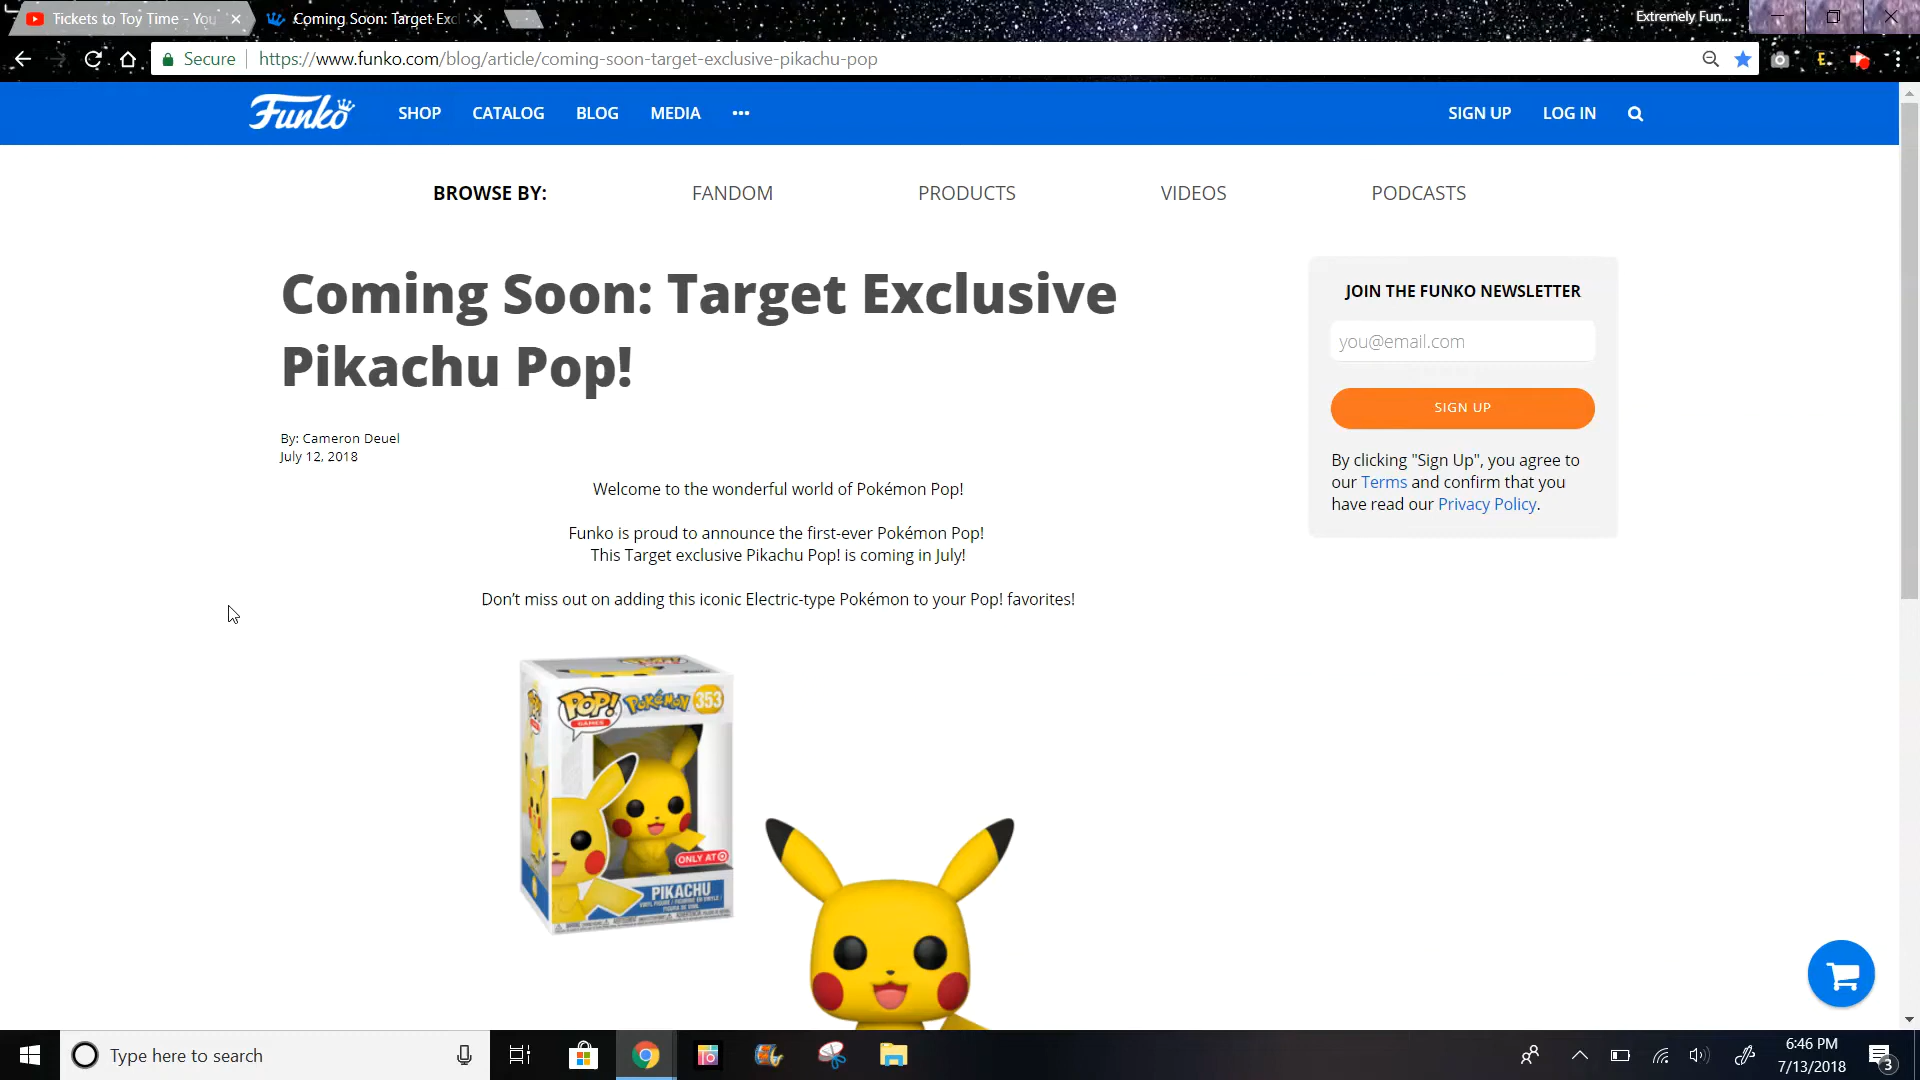 Tickets to Toy Time - You
Coming Soon: Target Excl
Extremely Fun...
Secure
https://www.funko.com/blog/article/coming-soon-target-exclusive-pikachu-pop
Funko
SHOP
CATALOG
BLOG
MEDIA
SIGN UP
LOG IN
BROWSE BY:
FANDOM
PRODUCTS
VIDEOS
PODCASTS
Coming Soon: Target Exclusive
Pikachu Pop!
By: Cameron Deuel
July 12, 2018
Welcome to the wonderful world of Pokémon Pop!
Funko is proud to announce the first-ever Pokémon Pop!
This Target exclusive Pikachu Pop! is coming in July!
Don't miss out on adding this iconic Electric-type Pokémon to your Pop! favorites!
JOIN THE FUNKO NEWSLETTER
you@email.com
SIGN UP
By clicking "Sign Up", you agree to
our Terms and confirm that you
have read our Privacy Policy.
POP!
GAMES
POKéMON
353
ONLY AT
PIKACHU
Type here to search
6:46 PM
7/13/2018
3